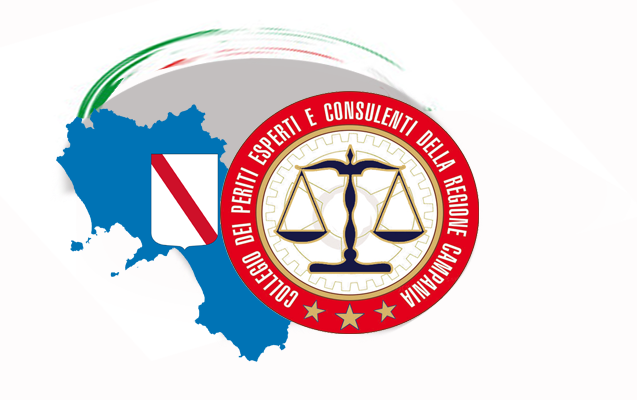 COLLEGIO DEI PERITI ESPERTI E CONSULENTI DELLA REGIONE CAMPANIA